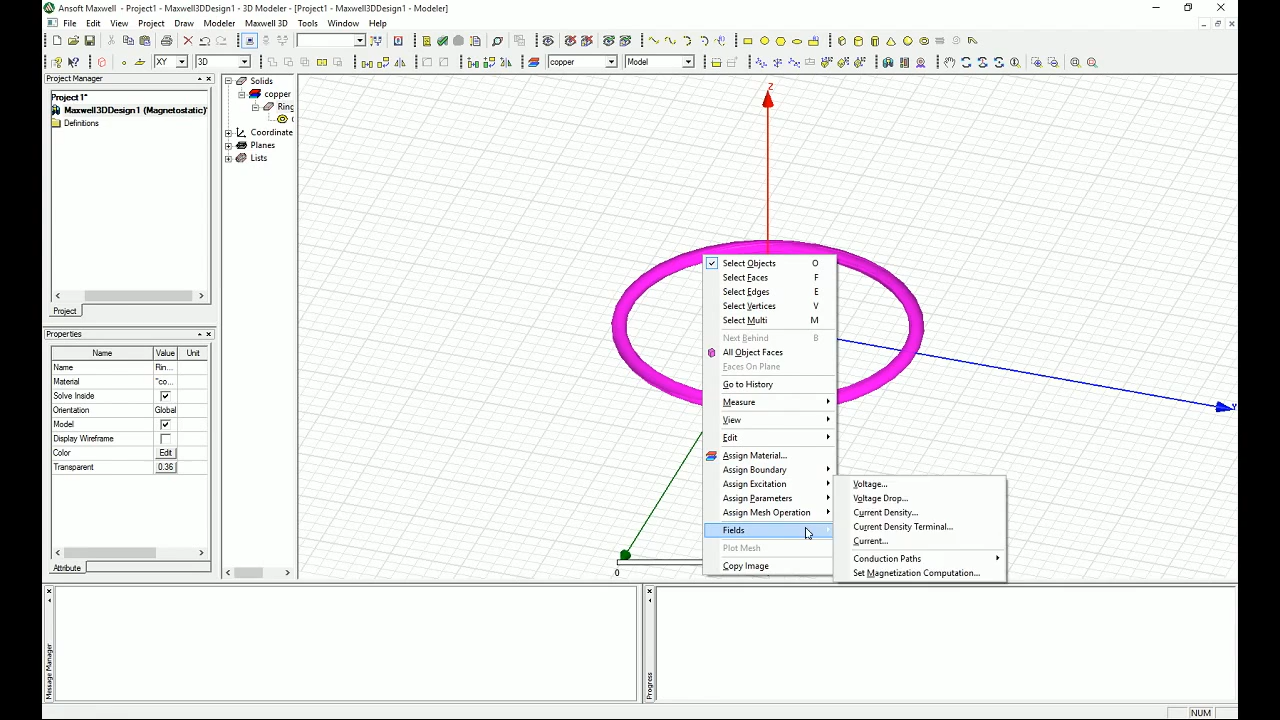 Ansoft Maxwell - Project1 - Maxwell3DDesign1 - 3D Modeler - [Project1 - Maxwell3DDesign1 - Modeler]
File Edit View Project Draw Modeler Maxwell 3D Tools Window Help
XY 3D copper Model
Project Manager
Project1*
Maxwell3DDesign1 (Magnetostatic)*
Definitions
Project
Solids
copper
Ring
Coordinate
Planes
Lists
Properties
Name Value Unit
Name Rin...
Material "co...
Solve Inside
Orientation Global
Model
Display Wireframe
Color Edit
Transparent 0.36
Attribute
Z
Y
0
Select Objects O
Select Faces F
Select Edges E
Select Vertices V
Select Multi M
Next Behind B
All Object Faces
Faces On Plane
Go to History
Measure
View
Edit
Assign Material...
Assign Boundary
Assign Excitation
Assign Parameters
Assign Mesh Operation
Fields
Plot Mesh
Copy Image
Voltage...
Voltage Drop...
Current Density...
Current Density Terminal...
Current...
Conduction Paths
Set Magnetization Computation...
Message Manager
Progress
NUM